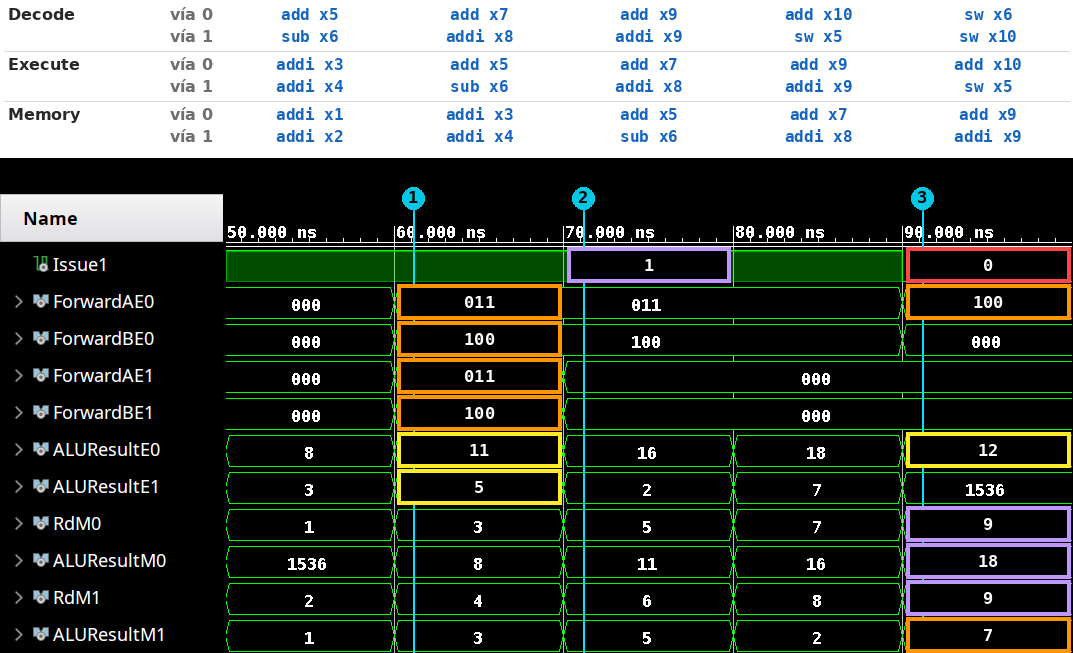 Decode vía 0 add x5 add x7 add x9 add x10 sw x6
vía 1 sub x6 addi x8 addi x9 sw x5 sw x10
Execute vía 0 addi x3 add x5 add x7 add x9 add x10
vía 1 addi x4 sub x6 addi x8 addi x9 sw x5
Memory vía 0 addi x1 addi x3 add x5 add x7 add x9
vía 1 addi x2 addi x4 sub x6 addi x8 addi x9
1 2 3
Name 50.000 ns 60.000 ns 70.000 ns 80.000 ns 90.000 ns
Issue1 1 0
ForwardAE0 000 011 011 100
ForwardBE0 000 100 100 000
ForwardAE1 000 011 000
ForwardBE1 000 100 000
ALUResultE0 8 11 16 18 12
ALUResultE1 3 5 2 7 1536
RdM0 1 3 5 7 9
ALUResultM0 1536 8 11 16 18
RdM1 2 4 6 8 9
ALUResultM1 1 3 5 2 7